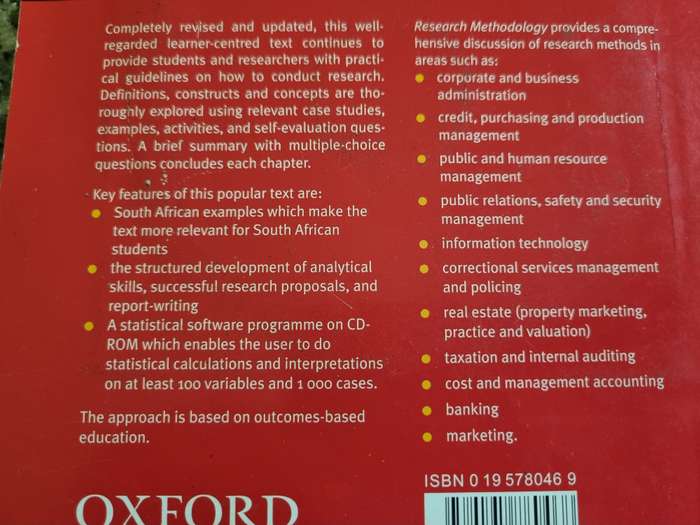 Completely revised and updated, this well-
regarded learner-centred text continues to
provide students and researchers with practi-
cal guidelines on how to conduct research.
Definitions, constructs and concepts are tho-
roughly explored using relevant case studies,
examples, activities, and self-evaluation ques-
tions. A brief summary with multiple-choice
questions concludes each chapter.
Key features of this popular text are:
South African examples which make the
text more relevant for South African
students
the structured development of analytical
skills, successful research proposals, and
report-writing
A statistical software programme on CD-
ROM which enables the user to do
statistical calculations and interpretations
on at least 100 variables and 1 000 cases.
The approach is based on outcomes-based
education.
OXFORD
Research Methodology provides a compre-
hensive discussion of research methods in
areas such as:
corporate and business
administration
credit, purchasing and production
management
public and human resource
management
public relations, safety and security
management
information technology
correctional services management
and policing
real estate (property marketing,
practice and valuation)
taxation and internal auditing
cost and management accounting
banking
marketing.
ISBN 0 19 578046 9